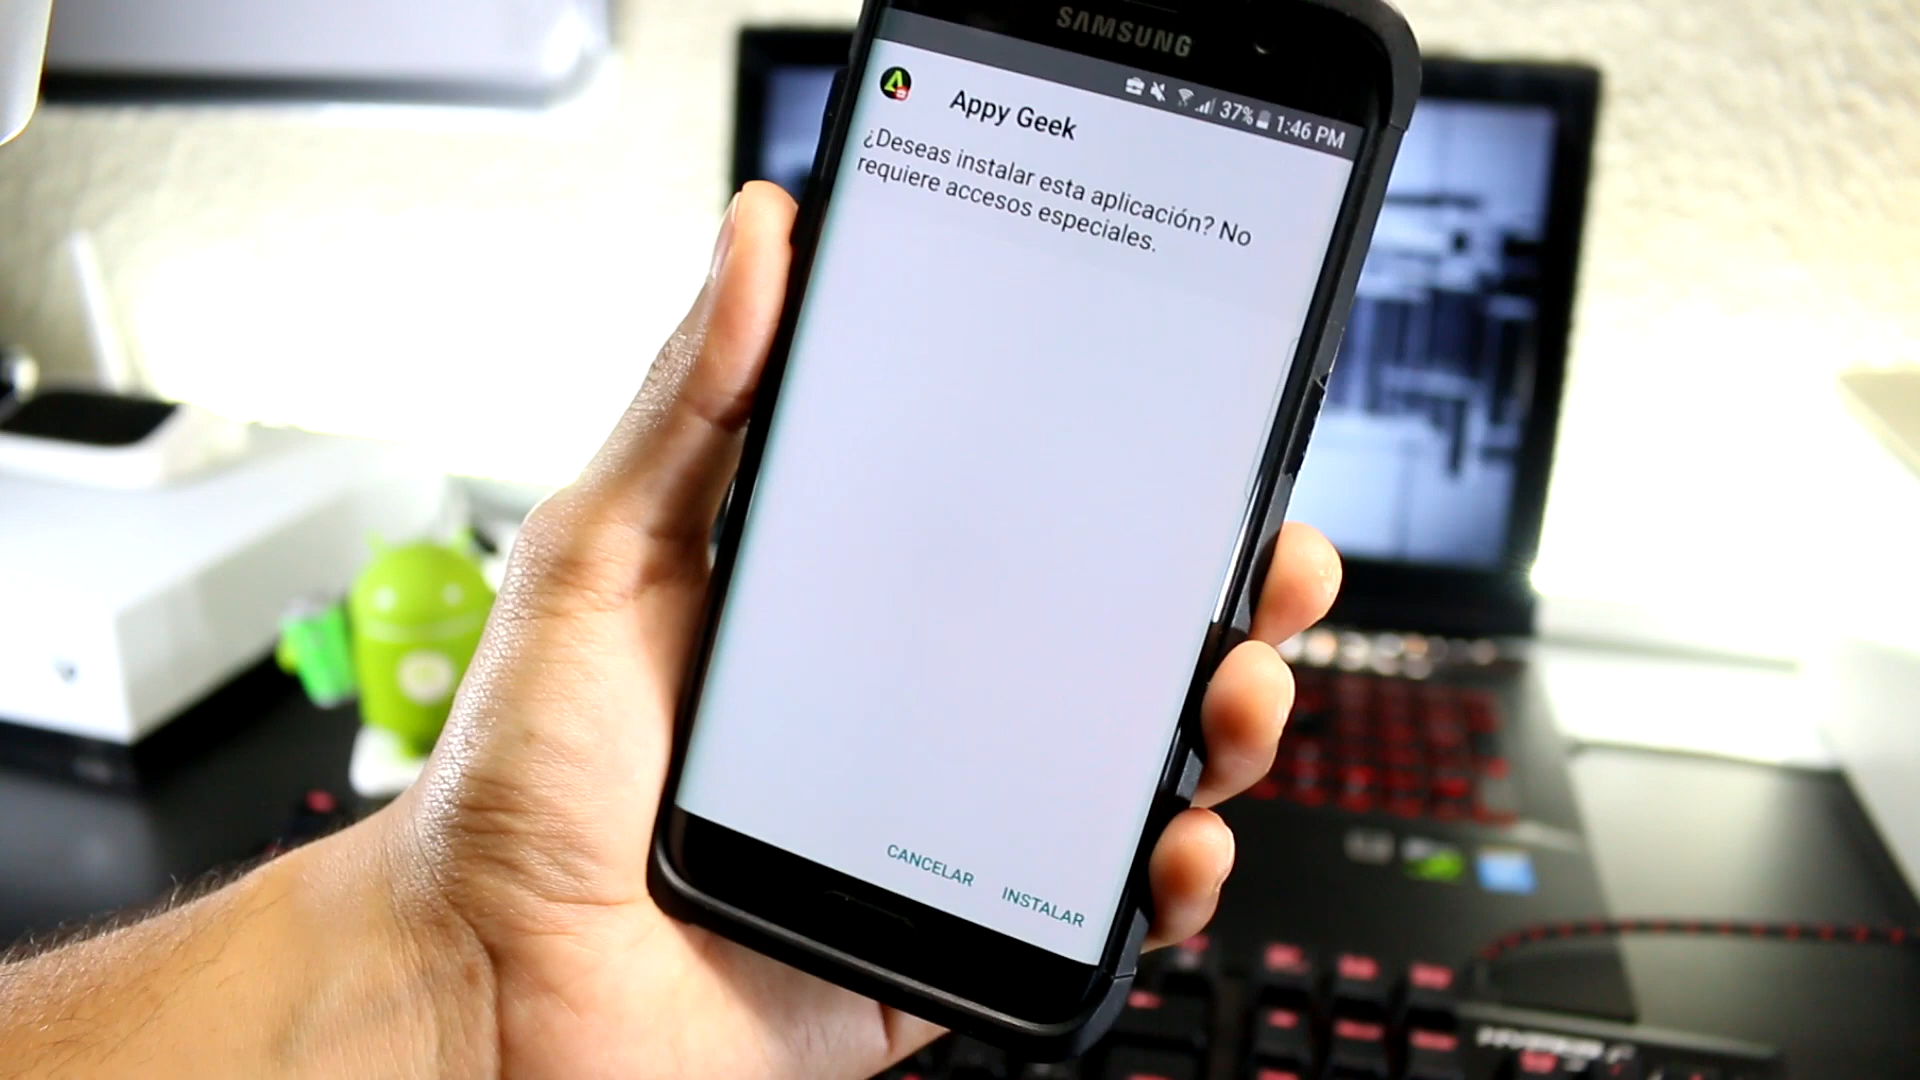 SAMSUNG
37% 1:46 PM
Appy Geek
¿Deseas instalar esta aplicación? No
requiere accesos especiales.
CANCELAR INSTALAR